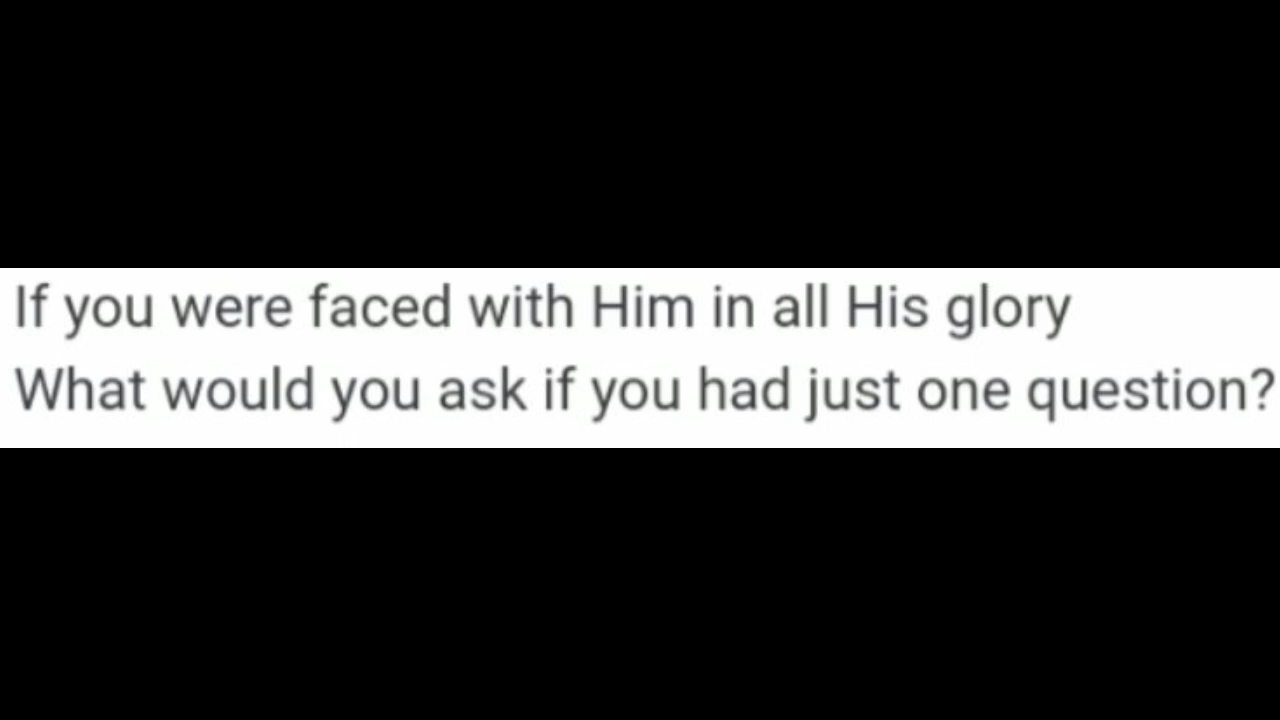 If you were faced with Him in all His glory
What would you ask if you had just one question?